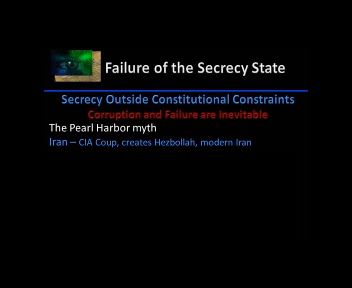 Failure of the Secrecy State
Secrecy Outside Constitutional Constraints
Corruption and Failure are Inevitable
The Pearl Harbor myth
Iran – CIA Coup, creates Hezbollah, modern Iran